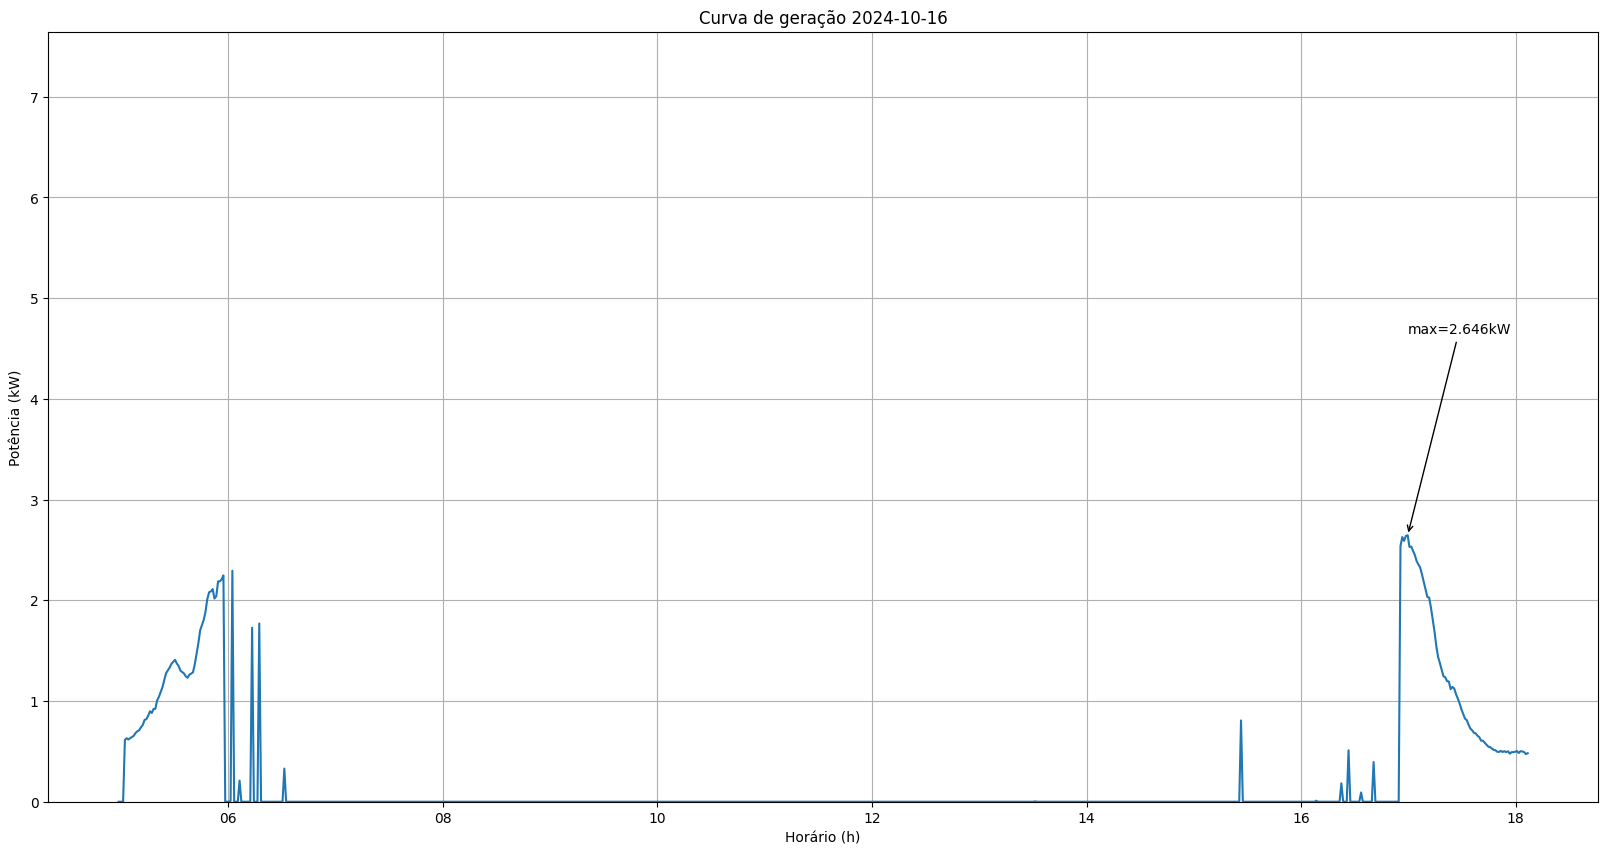 Curva de geração 2024-10-16
7
6
5
max=2.646kW
4
Potência (kW)
3
2
1
0
06 08 10 12 14 16 18
Horário (h)